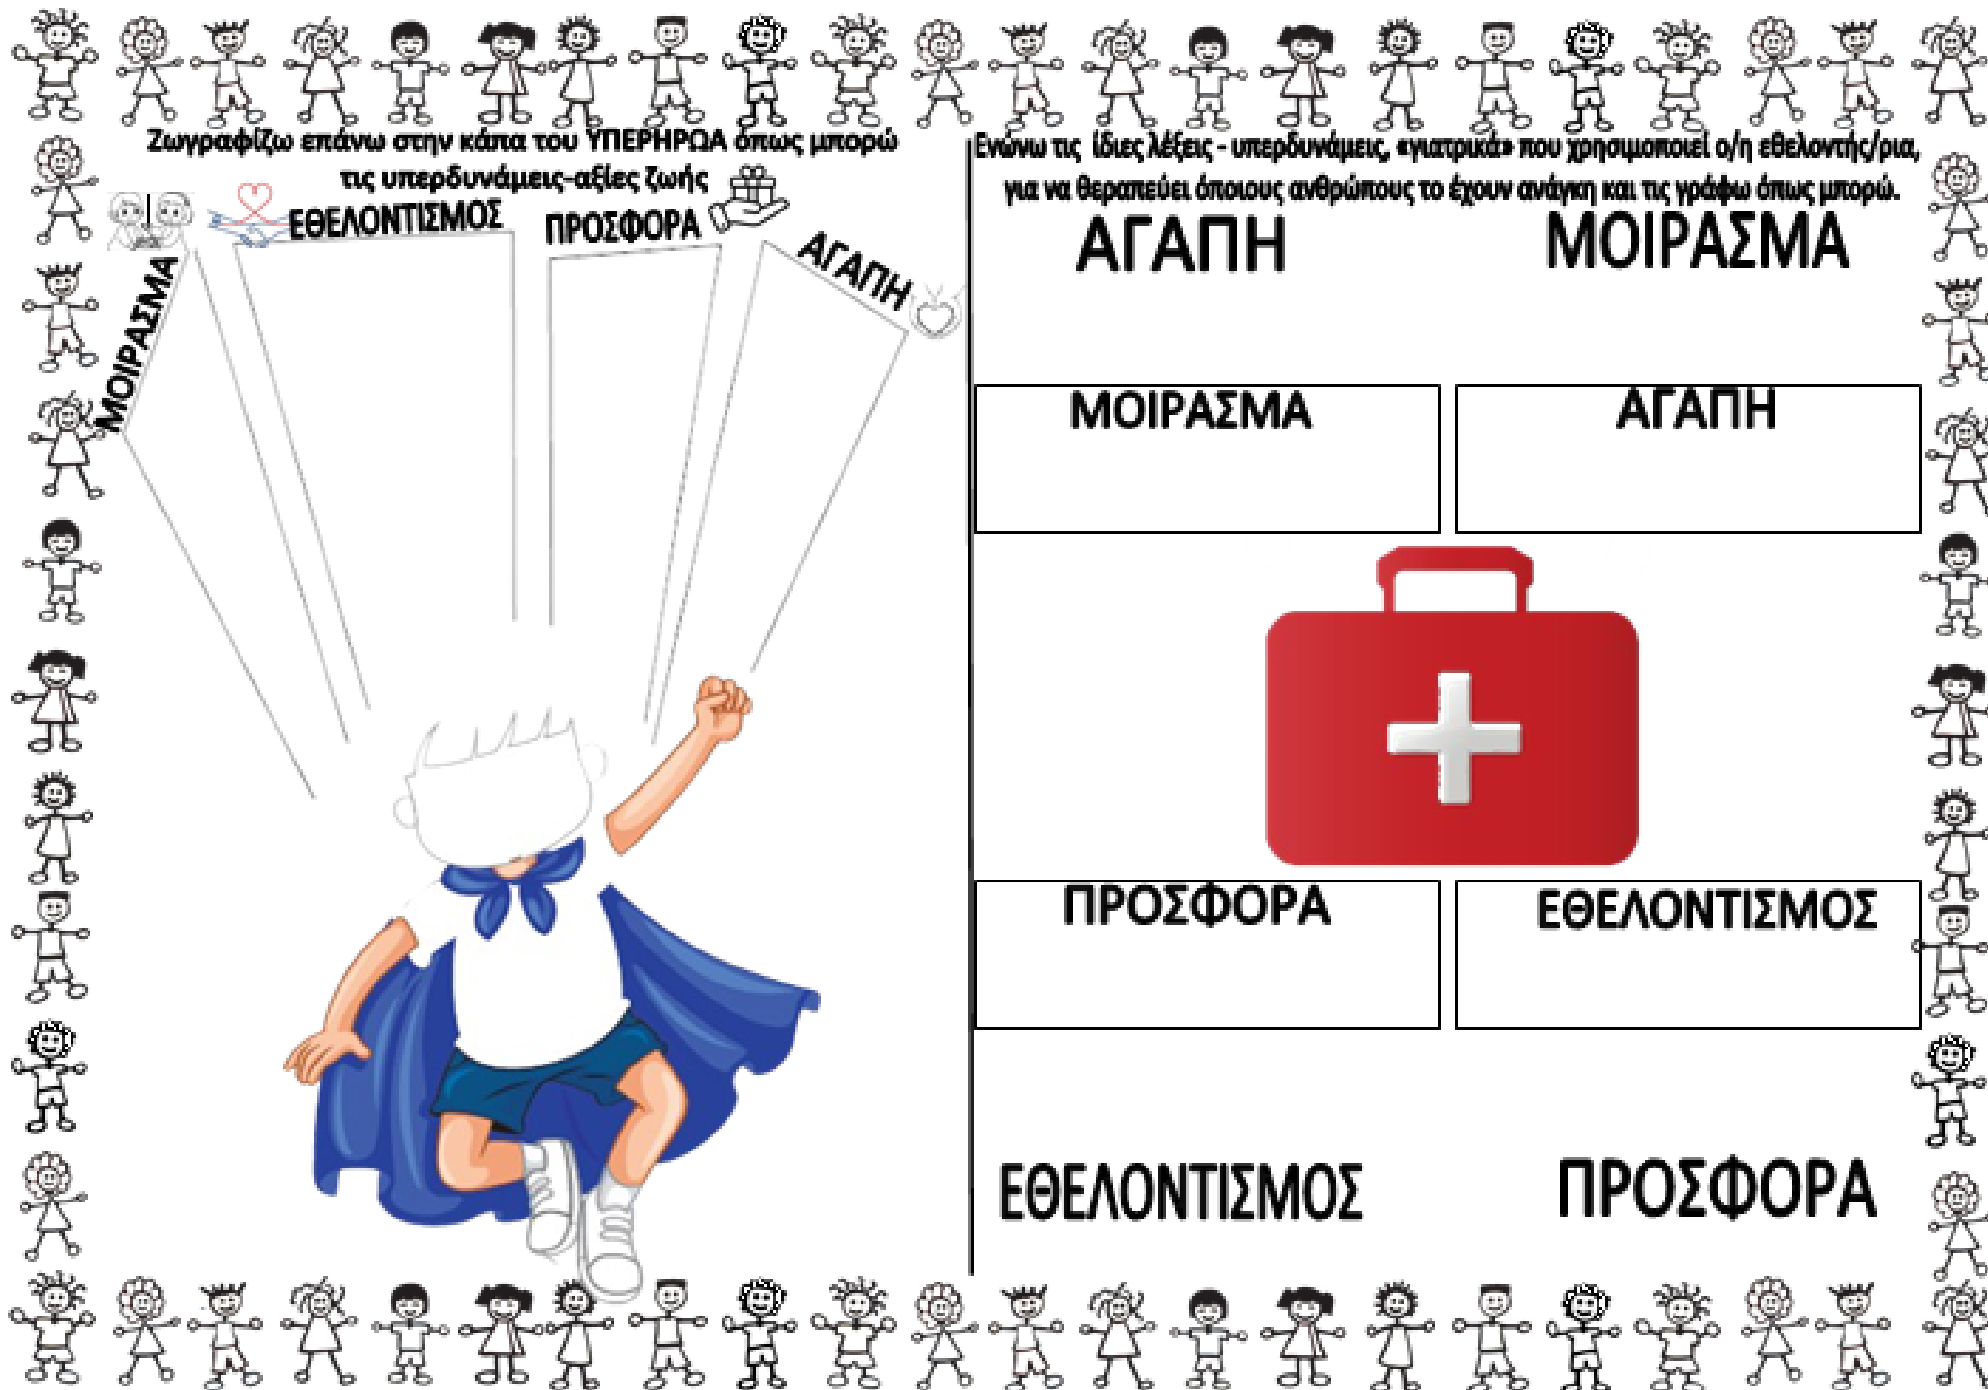 Ζωγραφίζω επάνω στην κάπα του ΥΠΕΡΗΡΩΑ όπως μπορώ
τις υπερδυνάμεις-αξίες ζωής
ΜΟΙΡΑΣΜΑ
ΕΘΕΛΟΝΤΙΣΜΟΣ
ΠΡΟΣΦΟΡΑ
ΑΓΑΠΗ
Ενώνω τις ίδιες λέξεις - υπερδυνάμεις, «γιατρικά» που χρησιμοποιεί ο/η εθελοντής/ρια,
για να θεραπεύει όποιους ανθρώπους το έχουν ανάγκη και τις γράφω όπως μπορώ.
ΑΓΑΠΗ ΜΟΙΡΑΣΜΑ
ΜΟΙΡΑΣΜΑ ΑΓΑΠΗ
ΠΡΟΣΦΟΡΑ ΕΘΕΛΟΝΤΙΣΜΟΣ
ΕΘΕΛΟΝΤΙΣΜΟΣ ΠΡΟΣΦΟΡΑ